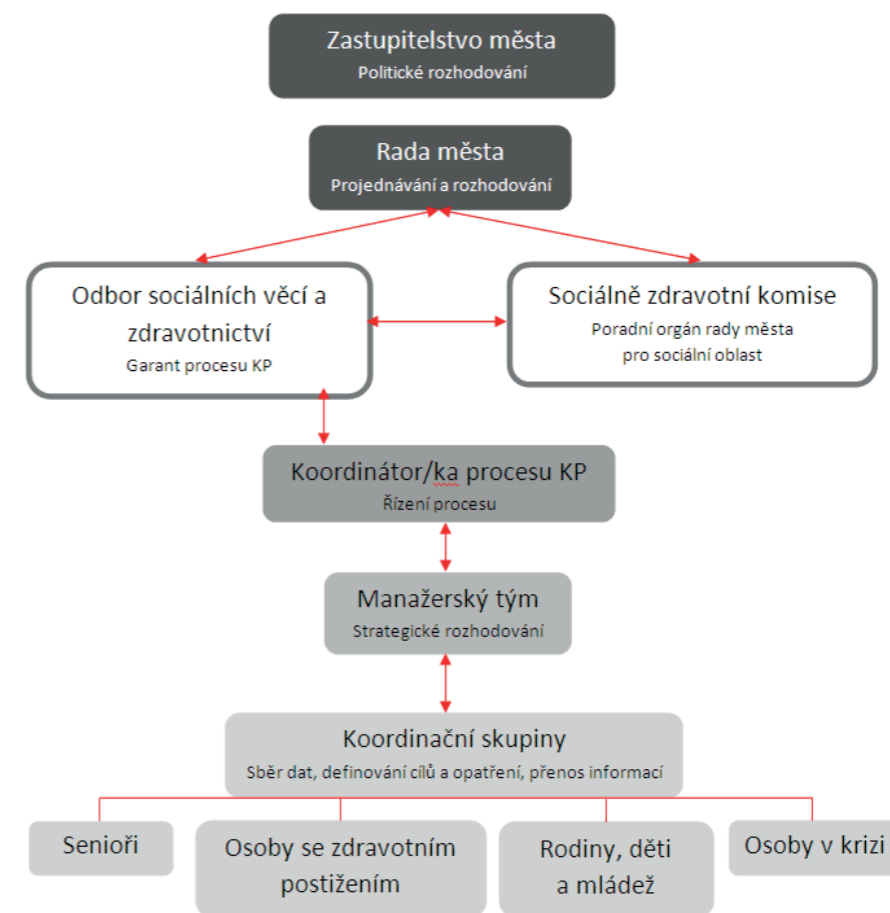 Zastupitelstvo města
Politické rozhodování
Rada města
Projednávání a rozhodování
Odbor sociálních věcí a
zdravotnictví
Garant procesu KP
Sociálně zdravotní komise
Poradní orgán rady města
pro sociální oblast
Koordinátor/ka procesu KP
Řízení procesu
Manažerský tým
Strategické rozhodování
Koordinační skupiny
Sběr dat, definování cílů a opatření, přenos informací
Senioři
Osoby se zdravotním
postižením
Rodiny, děti
a mládež
Osoby v krizi